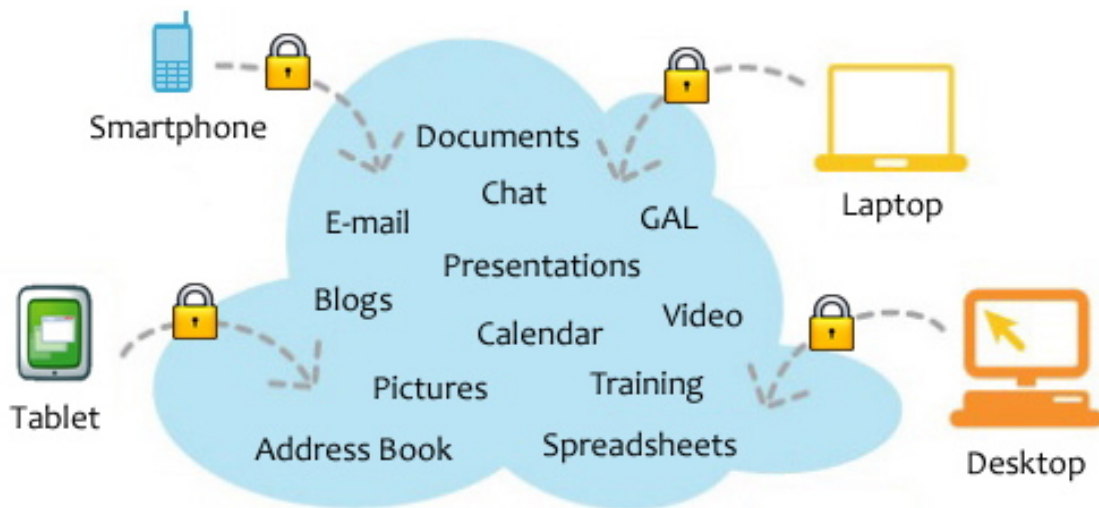 Smartphone
Documents
Chat
Laptop
E-mail
GAL
Presentations
Blogs
Video
Calendar
Tablet
Pictures
Training
Address Book
Spreadsheets
Desktop